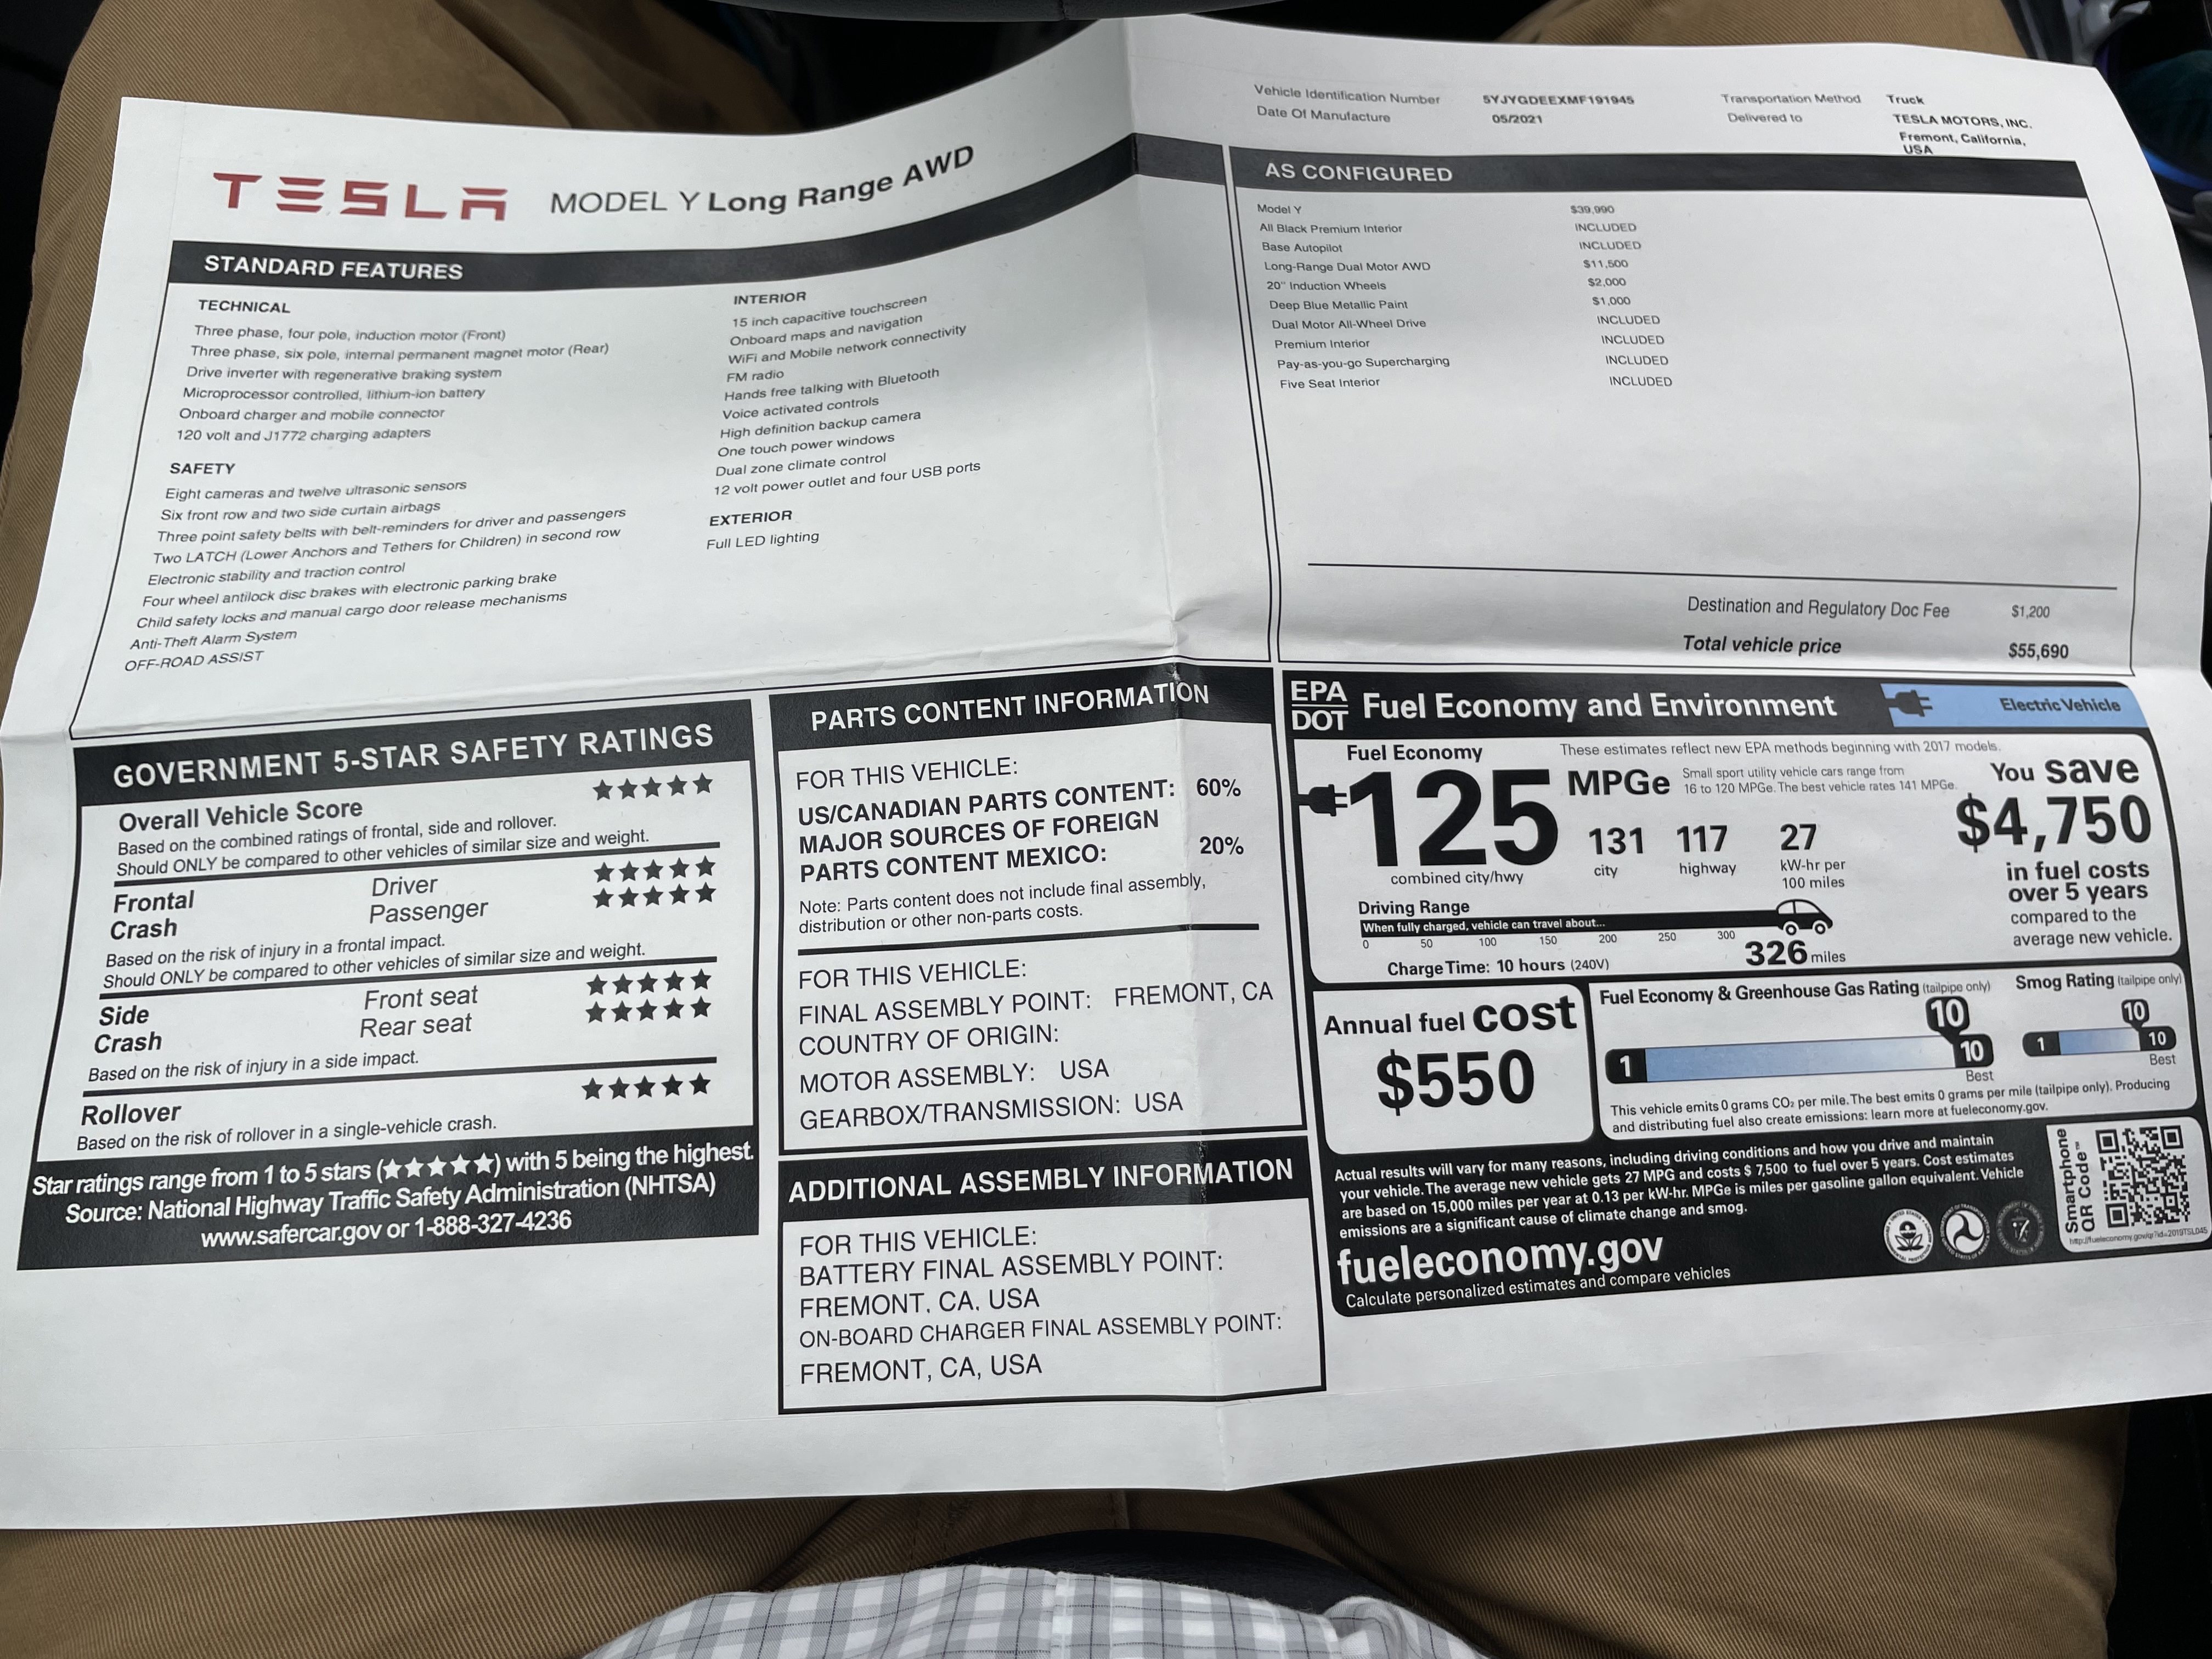 Vehicle Identification Number 5YJYGDEEXMF191945 Transportation Method Truck
Date Of Manufacture 05/2021 Delivered to TESLA MOTORS, INC.
Fremont, California,
USA
TESLA MODEL Y Long Range AWD
STANDARD FEATURES
TECHNICAL
Three phase, four pole, induction motor (Front)
Three phase, six pole, internal permanent magnet motor (Rear)
Drive inverter with regenerative braking system
Microprocessor controlled, lithium-ion battery
Onboard charger and mobile connector
120 volt and J1772 charging adapters
SAFETY
Eight cameras and twelve ultrasonic sensors
Six front row and two side curtain airbags
Three point safety belts with belt-reminders for driver and passengers
Two LATCH (Lower Anchors and Tethers for Children) in second row
Electronic stability and traction control
Four wheel antilock disc brakes with electronic parking brake
Child safety locks and manual cargo door release mechanisms
Anti-Theft Alarm System
OFF-ROAD ASSIST
INTERIOR
15 inch capacitive touchscreen
Onboard maps and navigation
WiFi and Mobile network connectivity
FM radio
Hands free talking with Bluetooth
Voice activated controls
High definition backup camera
One touch power windows
Dual zone climate control
12 volt power outlet and four USB ports
EXTERIOR
Full LED lighting
AS CONFIGURED
Model Y $39,990
All Black Premium Interior INCLUDED
Base Autopilot INCLUDED
Long-Range Dual Motor AWD $11,500
20" Induction Wheels $2,000
Deep Blue Metallic Paint $1,000
Dual Motor All-Wheel Drive INCLUDED
Premium Interior INCLUDED
Pay-as-you-go Supercharging INCLUDED
Five Seat Interior INCLUDED
Destination and Regulatory Doc Fee $1,200
Total vehicle price $55,690
GOVERNMENT 5-STAR SAFETY RATINGS
Overall Vehicle Score ★★★★★
Based on the combined ratings of frontal, side and rollover.
Should ONLY be compared to other vehicles of similar size and weight.
Frontal Driver ★★★★★
Crash Passenger ★★★★★
Based on the risk of injury in a frontal impact.
Should ONLY be compared to other vehicles of similar size and weight.
Side Front seat ★★★★★
Crash Rear seat ★★★★★
Based on the risk of injury in a side impact.
Rollover ★★★★★
Based on the risk of rollover in a single-vehicle crash.
Star ratings range from 1 to 5 stars (★★★★★) with 5 being the highest.
Source: National Highway Traffic Safety Administration (NHTSA)
www.safercar.gov or 1-888-327-4236
PARTS CONTENT INFORMATION
FOR THIS VEHICLE:
US/CANADIAN PARTS CONTENT: 60%
MAJOR SOURCES OF FOREIGN
PARTS CONTENT MEXICO: 20%
Note: Parts content does not include final assembly,
distribution or other non-parts costs.
FOR THIS VEHICLE:
FINAL ASSEMBLY POINT: FREMONT, CA
COUNTRY OF ORIGIN:
MOTOR ASSEMBLY: USA
GEARBOX/TRANSMISSION: USA
ADDITIONAL ASSEMBLY INFORMATION
FOR THIS VEHICLE:
BATTERY FINAL ASSEMBLY POINT:
FREMONT, CA, USA
ON-BOARD CHARGER FINAL ASSEMBLY POINT:
FREMONT, CA, USA
EPA
DOT
Fuel Economy and Environment
Electric Vehicle
Fuel Economy
These estimates reflect new EPA methods beginning with 2017 models.
125 MPGe
Small sport utility vehicle cars range from
16 to 120 MPGe. The best vehicle rates 141 MPGe.
combined city/hwy
131 city
117 highway
27 kW-hr per
100 miles
You save
$4,750
in fuel costs
over 5 years
compared to the
average new vehicle.
Driving Range
When fully charged, vehicle can travel about...
0 50 100 150 200 250 300
326 miles
Charge Time: 10 hours (240V)
Annual fuel cost
$550
Fuel Economy & Greenhouse Gas Rating (tailpipe only)
10
1 10
Best
Smog Rating (tailpipe only)
10
1 10
Best
This vehicle emits 0 grams CO₂ per mile. The best emits 0 grams per mile (tailpipe only). Producing
and distributing fuel also create emissions: learn more at fueleconomy.gov.
Actual results will vary for many reasons, including driving conditions and how you drive and maintain
your vehicle. The average new vehicle gets 27 MPG and costs $ 7,500 to fuel over 5 years. Cost estimates
are based on 15,000 miles per year at 0.13 per kW-hr. MPGe is miles per gasoline gallon equivalent. Vehicle
emissions are a significant cause of climate change and smog.
fueleconomy.gov
Calculate personalized estimates and compare vehicles
Smartphone
QR Code™